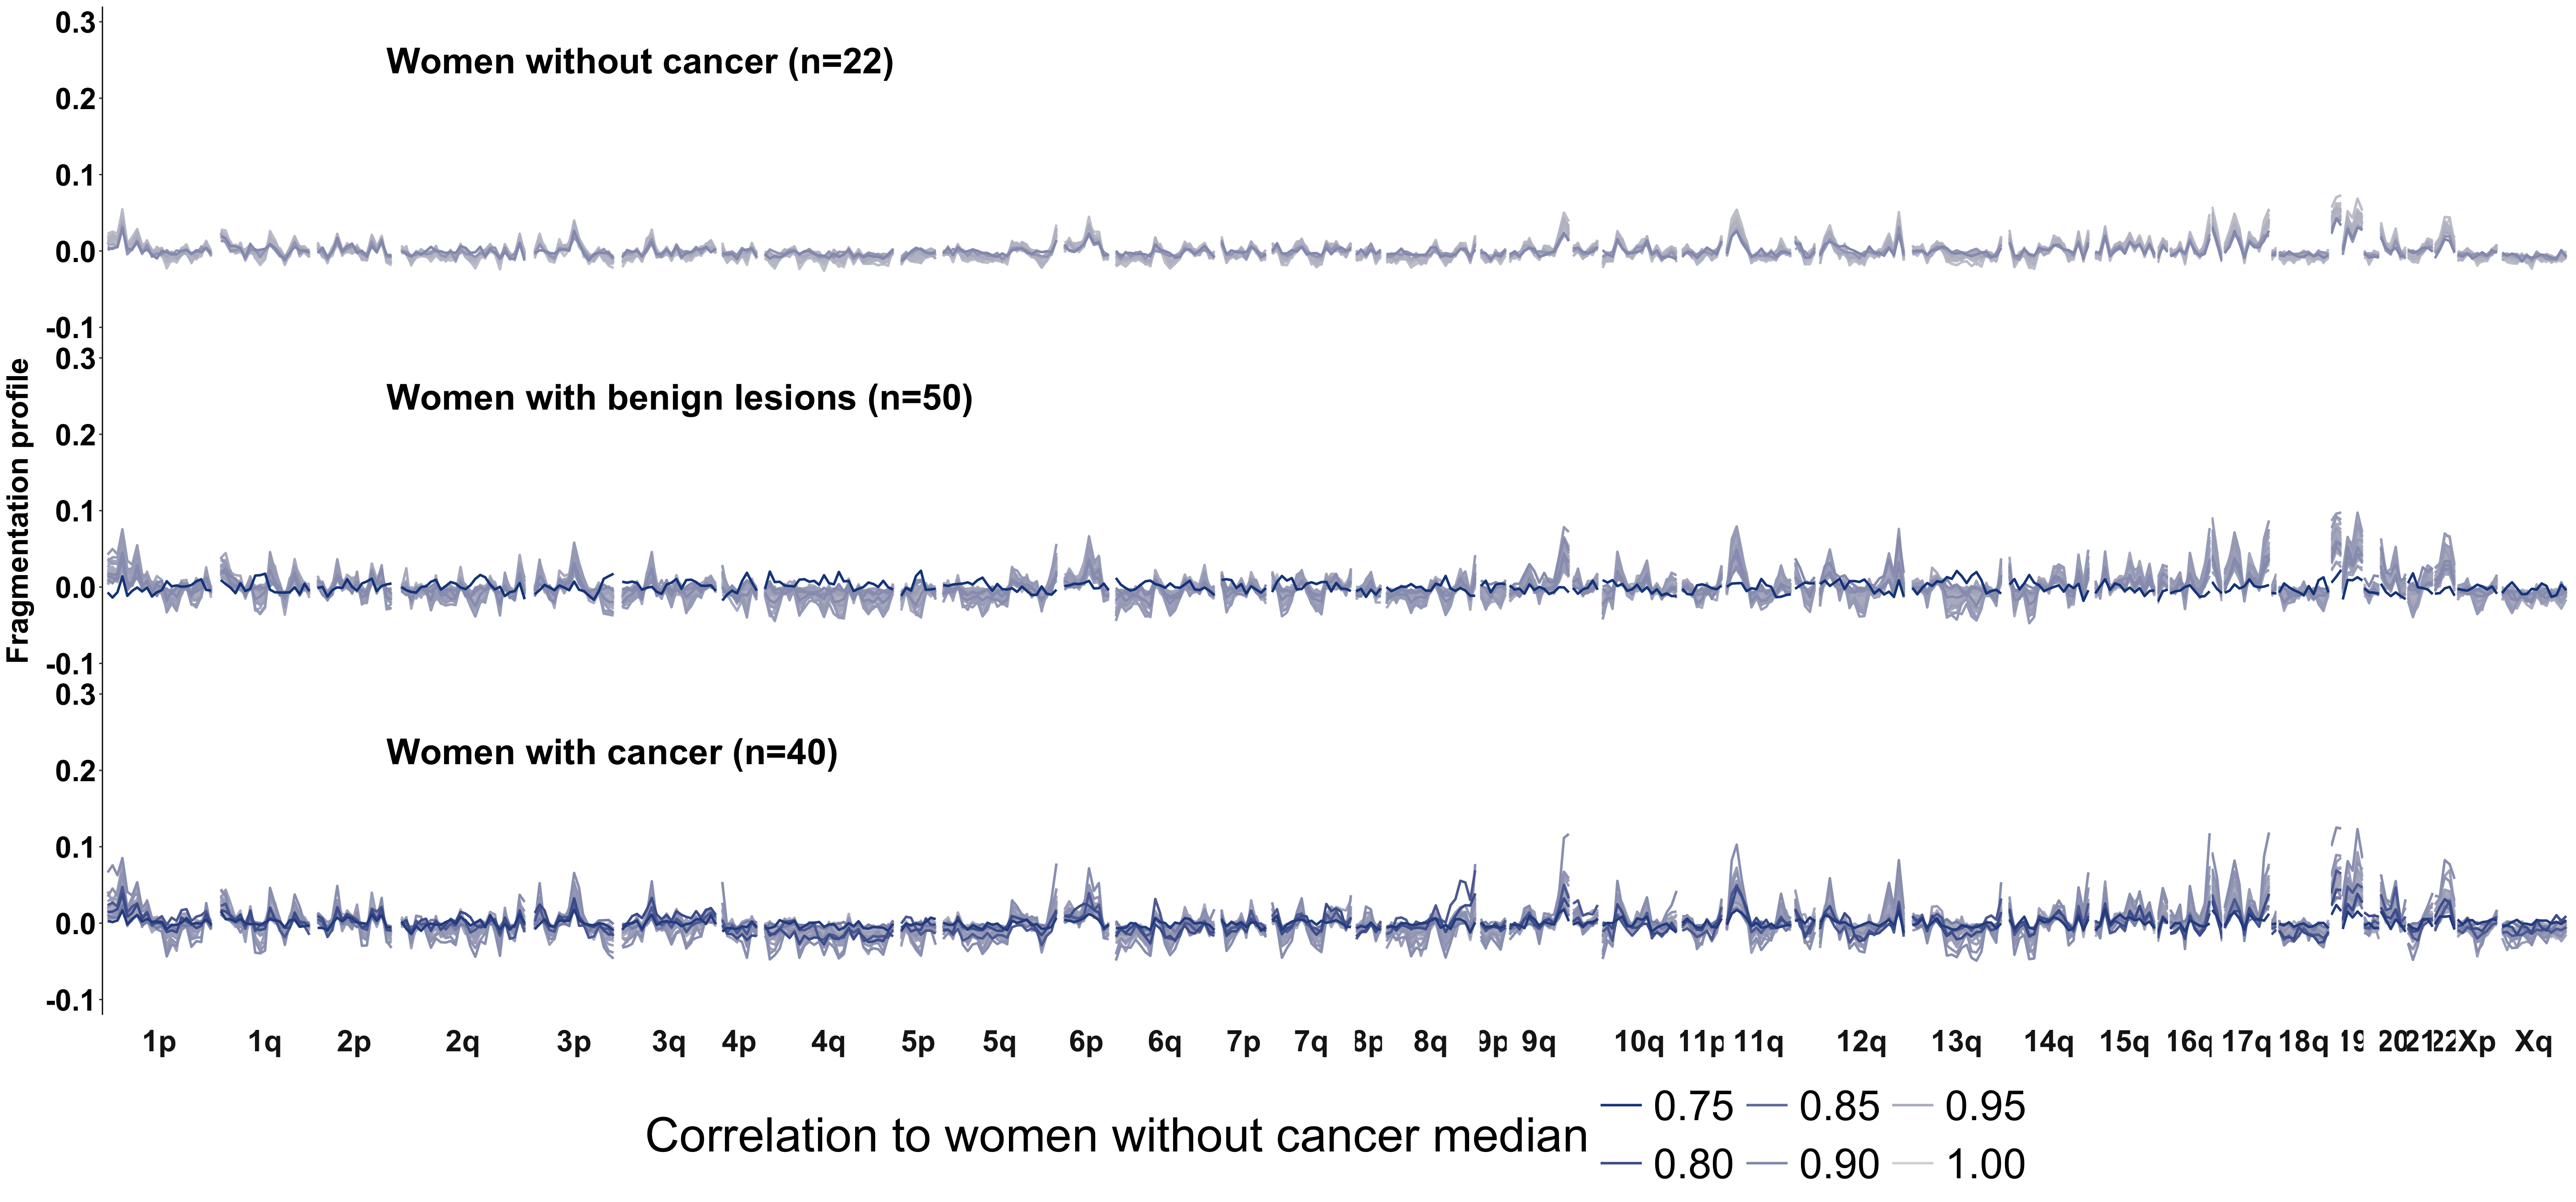 0.3
Women without cancer (n=22)
0.2
0.1
0.0
-0.1
0.3
Women with benign lesions (n=50)
0.2
0.1
0.0
-0.1
0.3
Women with cancer (n=40)
0.2
0.1
0.0
-0.1
Fragmentation profile
1p 1q 2p 2q 3p 3q 4p 4q 5p 5q 6p 6q 7p 7q 8p 8q 9p 9q 10q 11p 11q 12q 13q 14q 15q 16q 17q 18q 19 20 21 22 Xp Xq
Correlation to women without cancer median
0.75 0.85 0.95
0.80 0.90 1.00